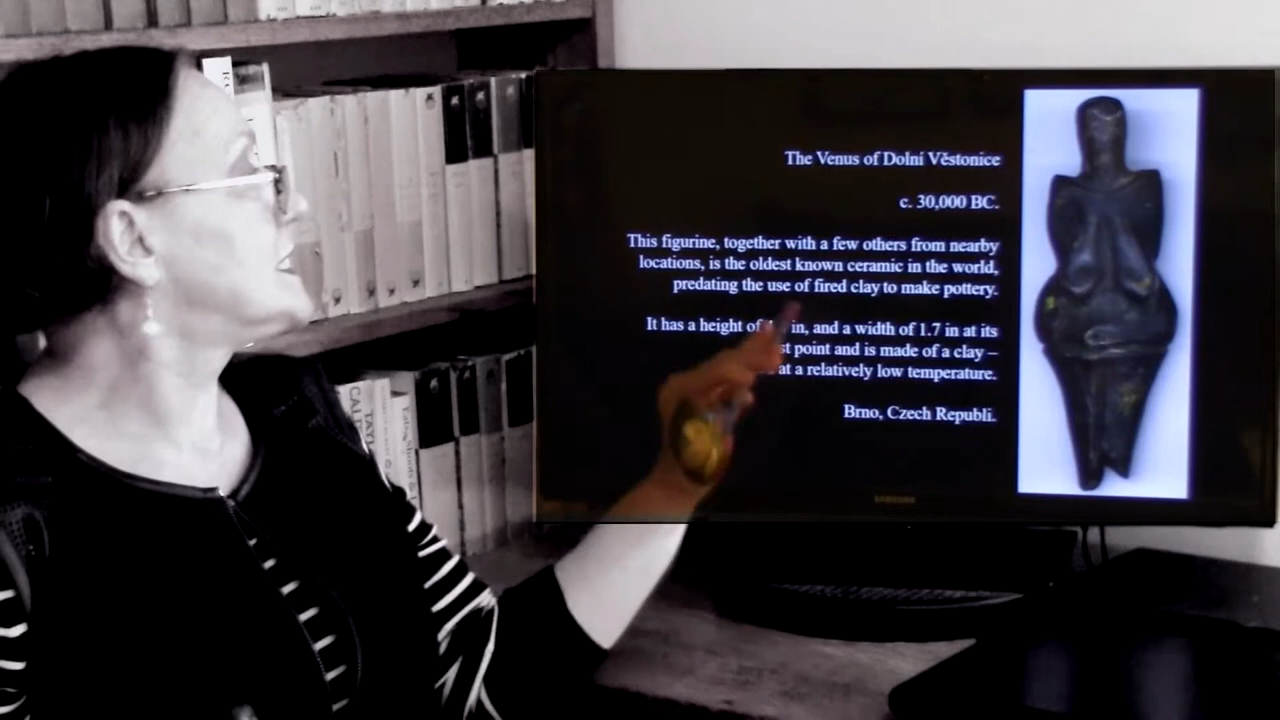 The Venus of Dolní Věstonice
c. 30,000 BC.
This figurine, together with a few others from nearby
locations, is the oldest known ceramic in the world,
predating the use of fired clay to make pottery.
It has a height of in, and a width of 1.7 in at its
point and is made of a clay –
at a relatively low temperature.
Brno, Czech Republi.
SAMSUNG